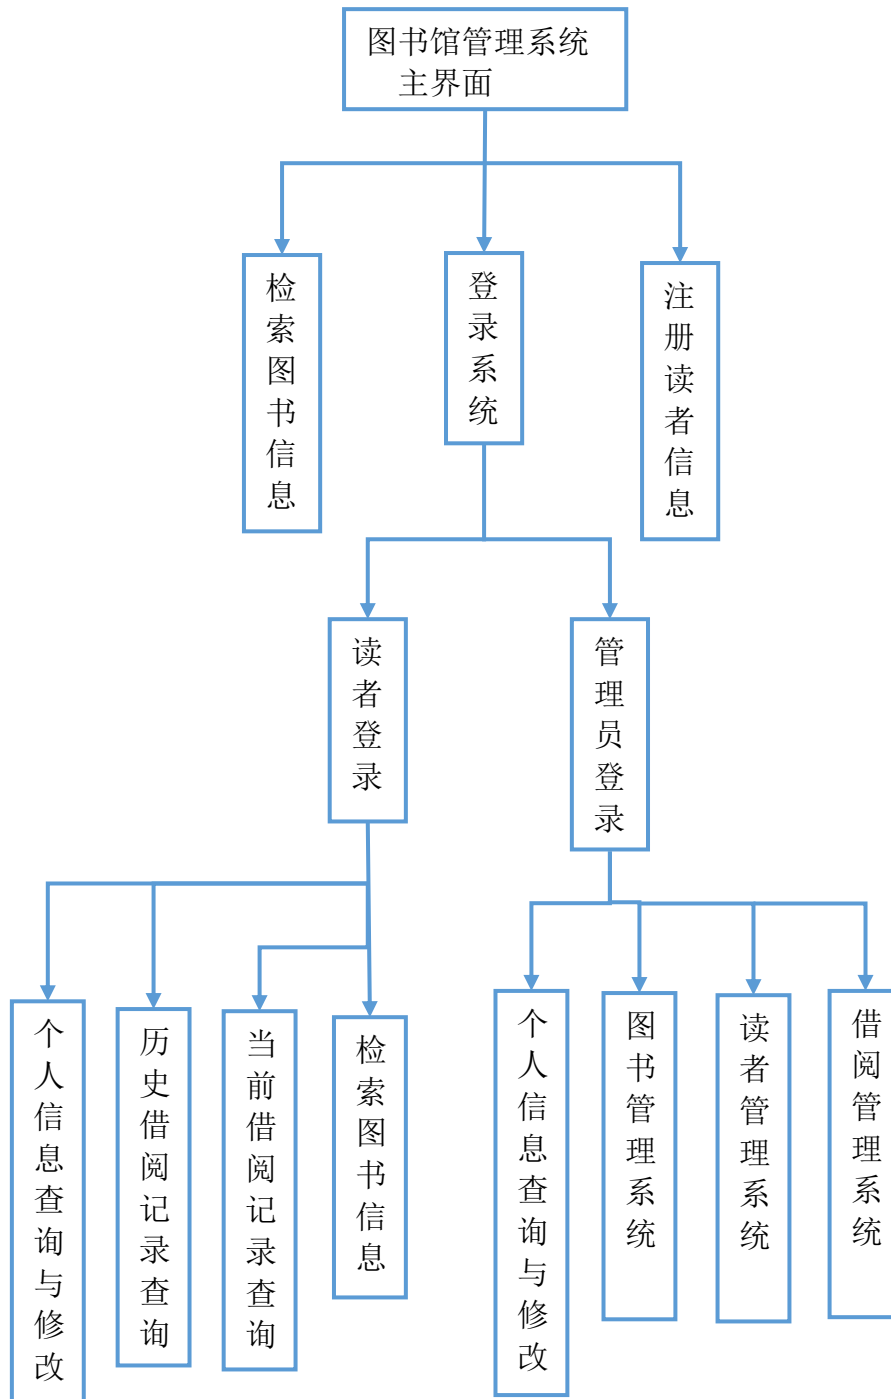 图书馆管理系统
主界面
检索图书信息
登录系统
注册读者信息
读者登录
管理员登录
个人信息查询与修改
历史借阅记录查询
当前借阅记录查询
检索图书信息
个人信息查询与修改
图书管理系统
读者管理系统
借阅管理系统